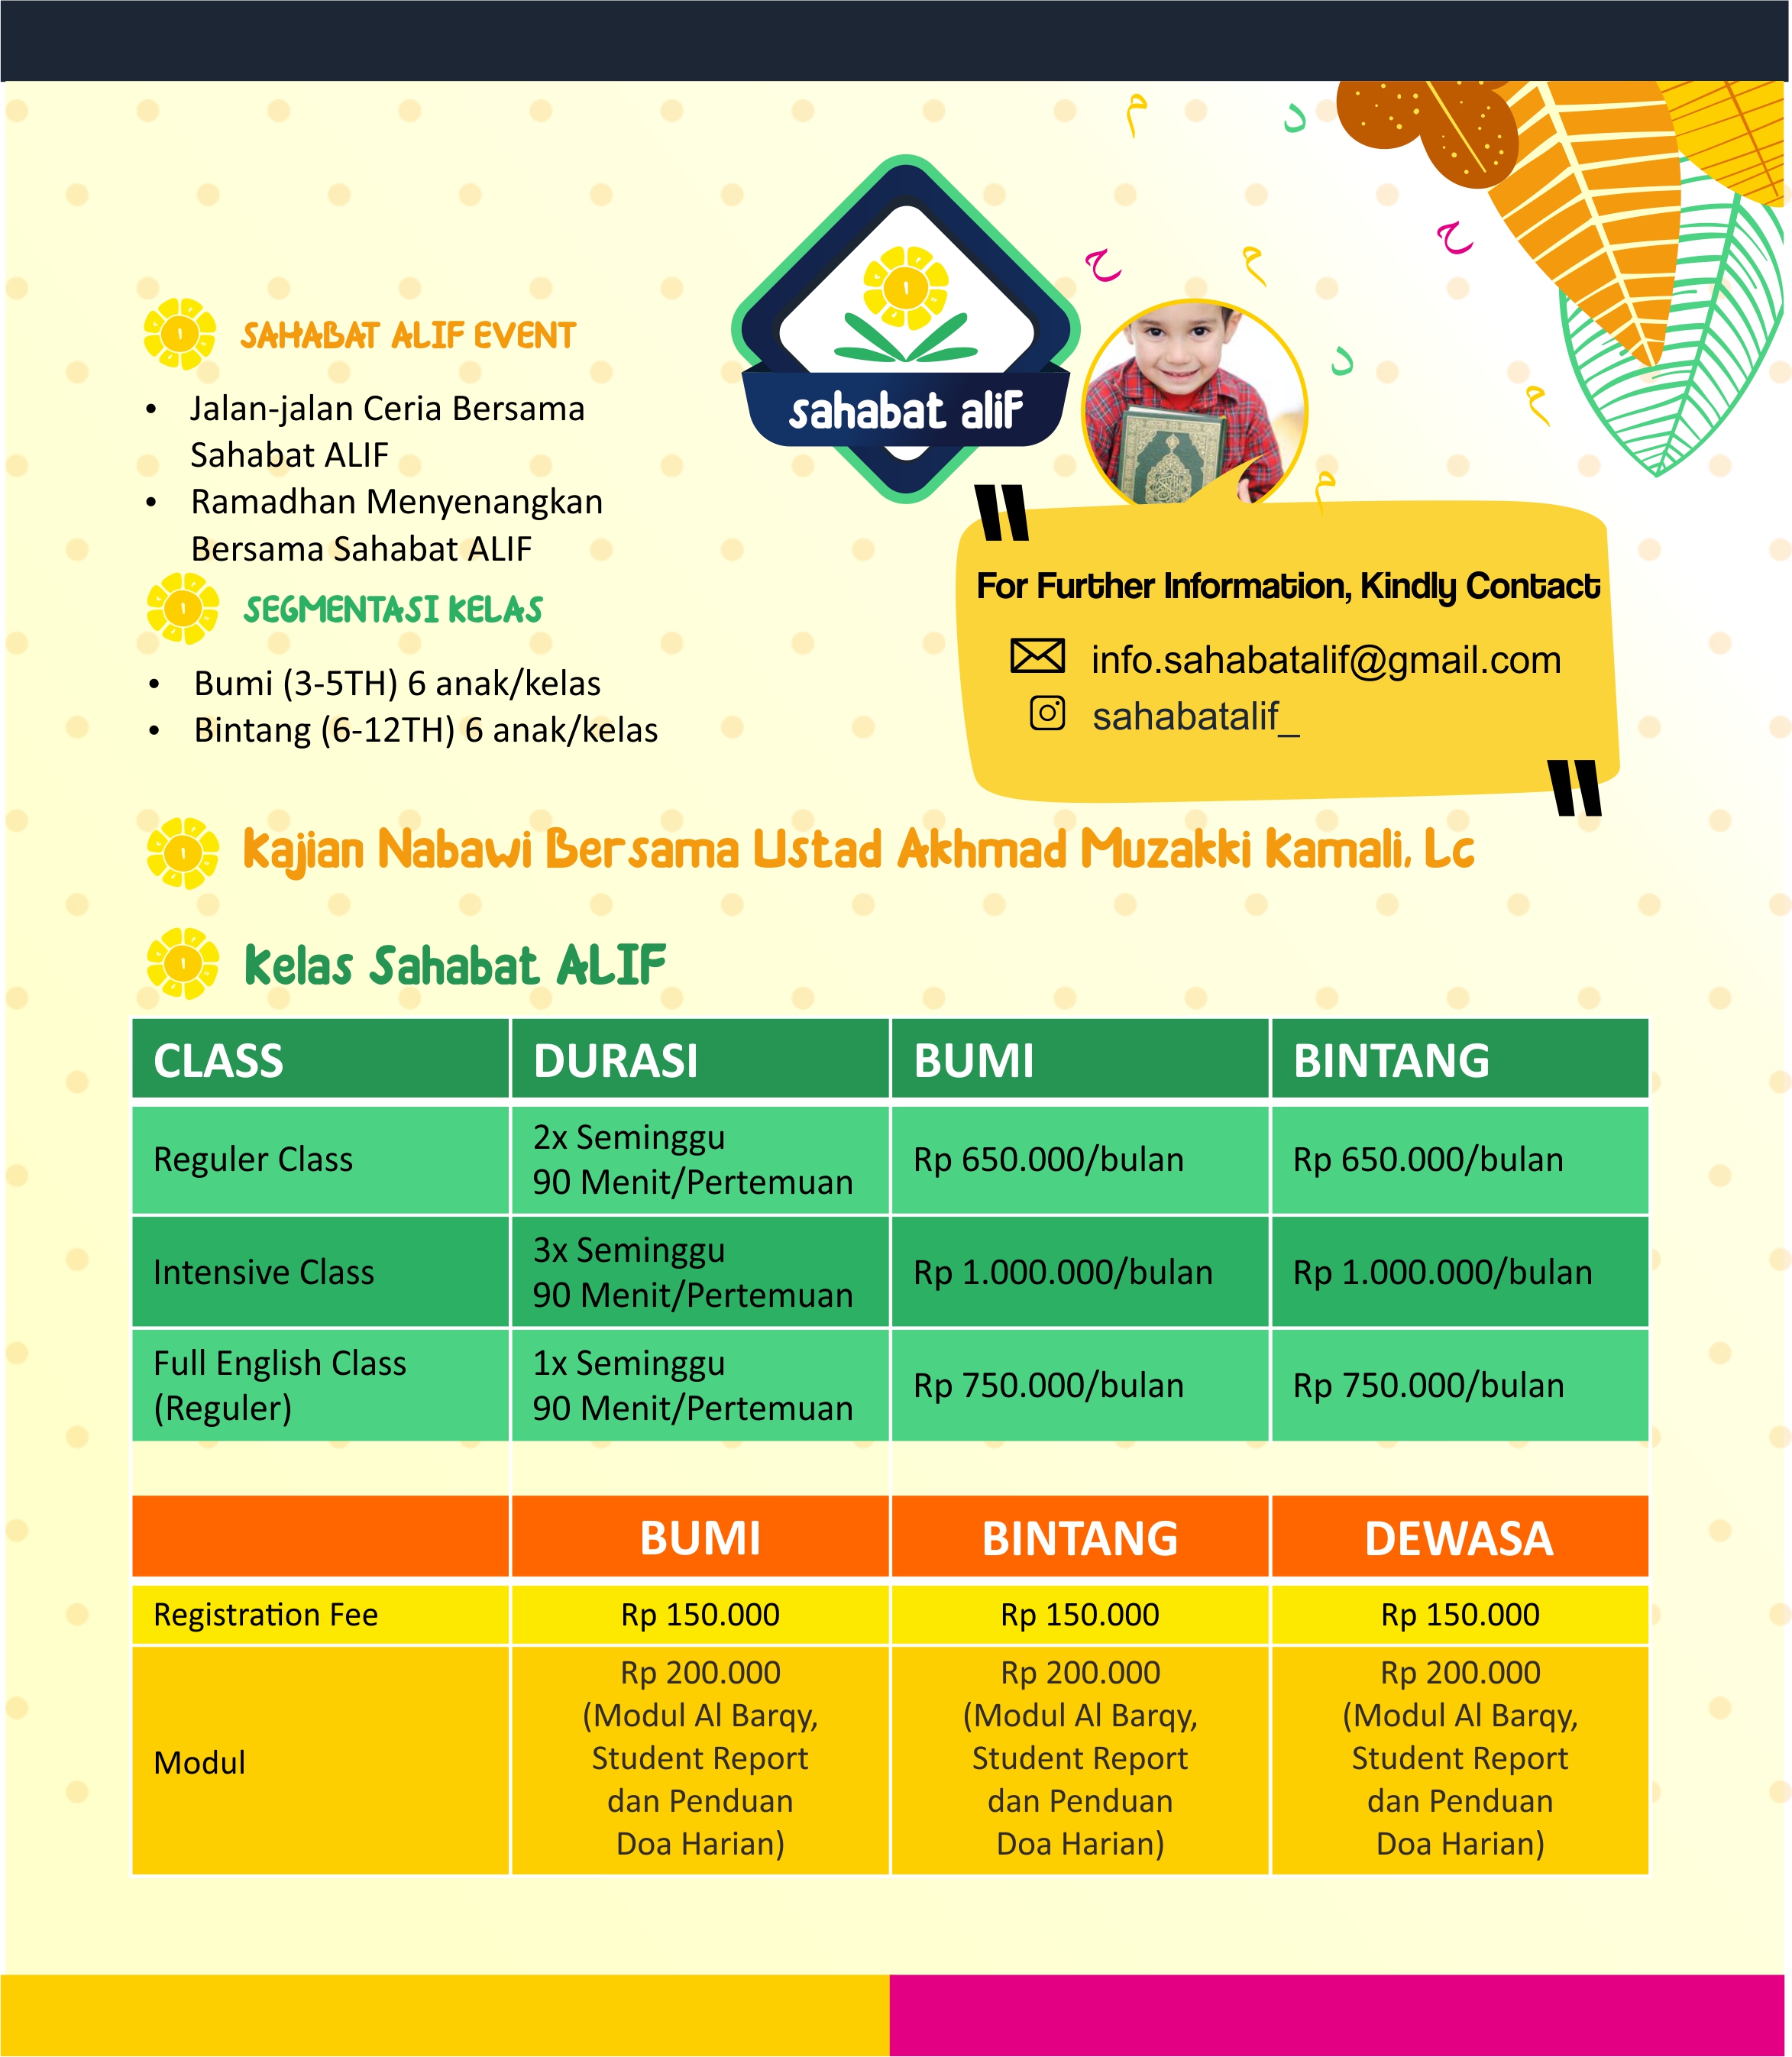 sahabat alif
SAHABAT ALIF EVENT
• Jalan-jalan Ceria Bersama
Sahabat ALIF
• Ramadhan Menyenangkan
Bersama Sahabat ALIF
SEGMENTASI KELAS
• Bumi (3-5TH) 6 anak/kelas
• Bintang (6-12TH) 6 anak/kelas
م
د
ح
م
ح
د
م
م
"
For Further Information, Kindly Contact
info.sahabatalif@gmail.com
sahabatalif_
"
Kajian Nabawi Bersama Ustad Akhmad Muzakki Kamali, Lc
Kelas Sahabat ALIF
CLASS DURASI BUMI BINTANG
Reguler Class 2x Seminggu 90 Menit/Pertemuan Rp 650.000/bulan Rp 650.000/bulan
Intensive Class 3x Seminggu 90 Menit/Pertemuan Rp 1.000.000/bulan Rp 1.000.000/bulan
Full English Class (Reguler) 1x Seminggu 90 Menit/Pertemuan Rp 750.000/bulan Rp 750.000/bulan
BUMI BINTANG DEWASA
Registration Fee Rp 150.000 Rp 150.000 Rp 150.000
Modul
Rp 200.000
(Modul Al Barqy,
Student Report
dan Penduan
Doa Harian)
Rp 200.000
(Modul Al Barqy,
Student Report
dan Penduan
Doa Harian)
Rp 200.000
(Modul Al Barqy,
Student Report
dan Penduan
Doa Harian)